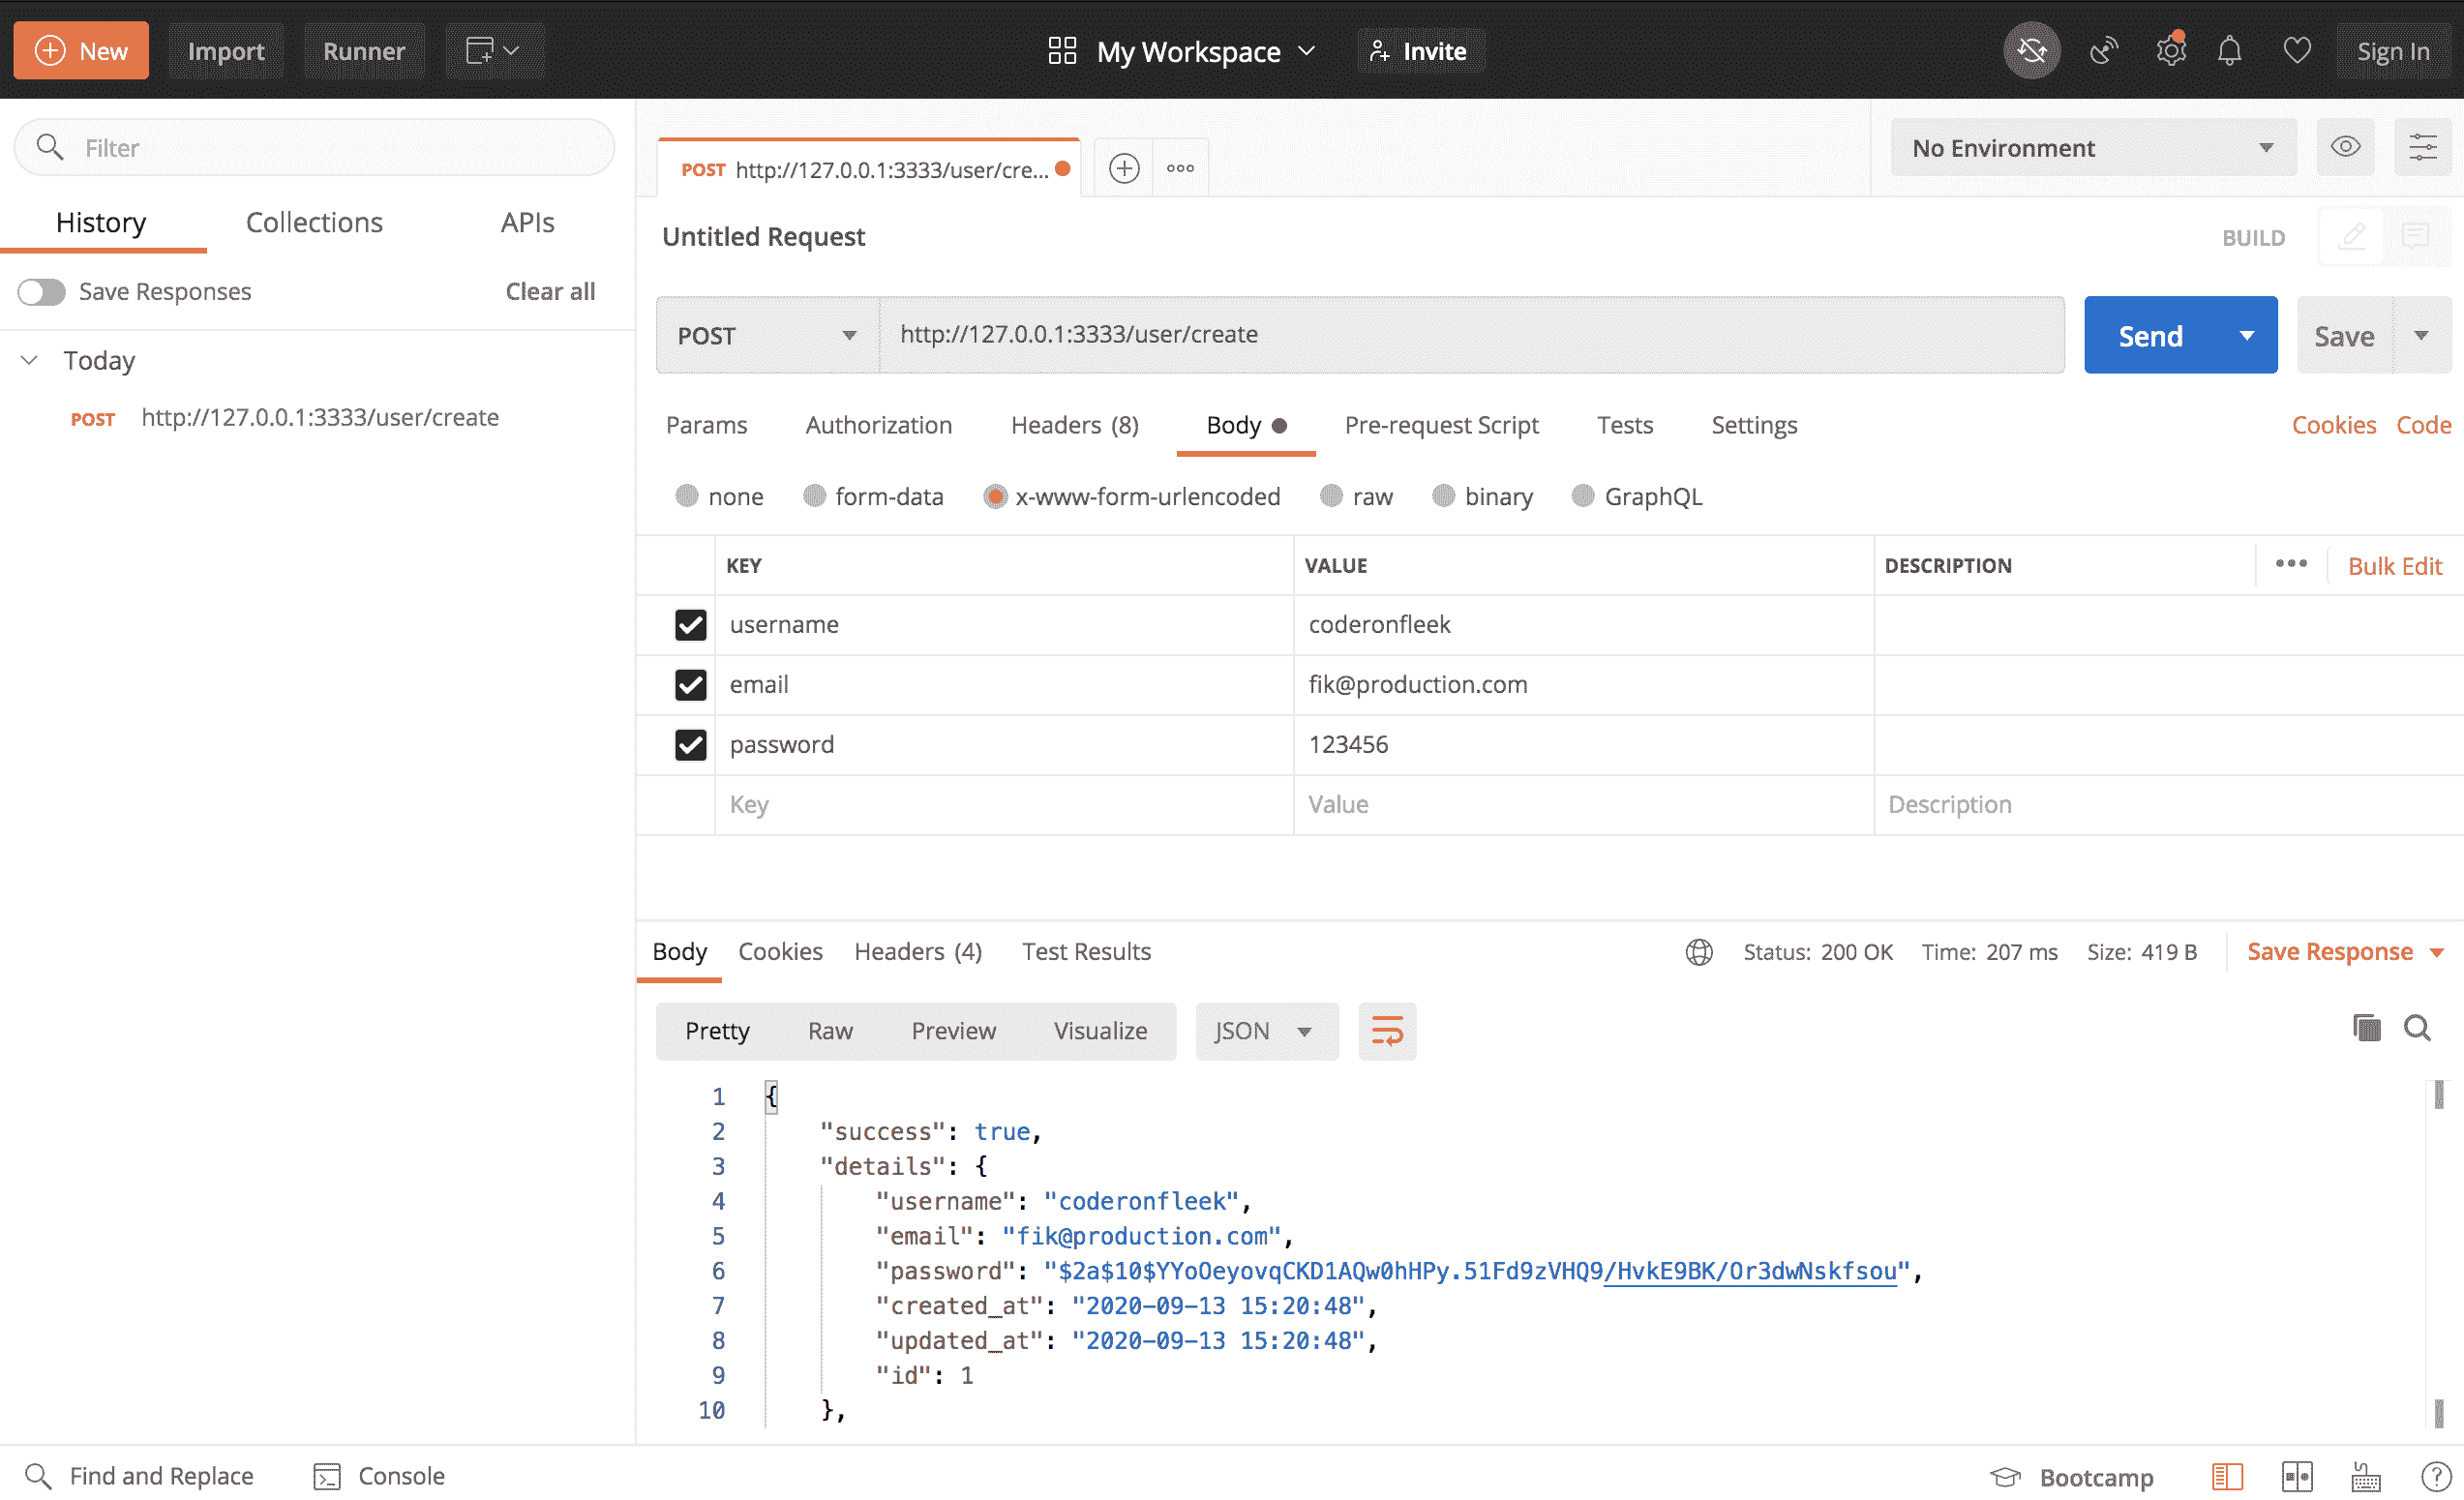 New Import Runner My Workspace Invite Sign In
Filter
History Collections APIs
Save Responses Clear all
Today
POST http://127.0.0.1:3333/user/create
POST http://127.0.0.1:3333/user/cre...
No Environment
Untitled Request BUILD
POST http://127.0.0.1:3333/user/create Send Save
Params Authorization Headers (8) Body Pre-request Script Tests Settings Cookies Code
none form-data x-www-form-urlencoded raw binary GraphQL
KEY VALUE DESCRIPTION Bulk Edit
username coderonfleek
email fik@production.com
password 123456
Key Value Description
Body Cookies Headers (4) Test Results Status: 200 OK Time: 207 ms Size: 419 B Save Response
Pretty Raw Preview Visualize JSON
1 {
2 "success": true,
3 "details": {
4 "username": "coderonfleek",
5 "email": "fik@production.com",
6 "password": "$2a$10$YYoOeyovqCKD1AQw0hHPy.51Fd9zVHQ9/HvkE9BK/Or3dwNskfsou",
7 "created_at": "2020-09-13 15:20:48",
8 "updated_at": "2020-09-13 15:20:48",
9 "id": 1
10 },
Find and Replace Console Bootcamp